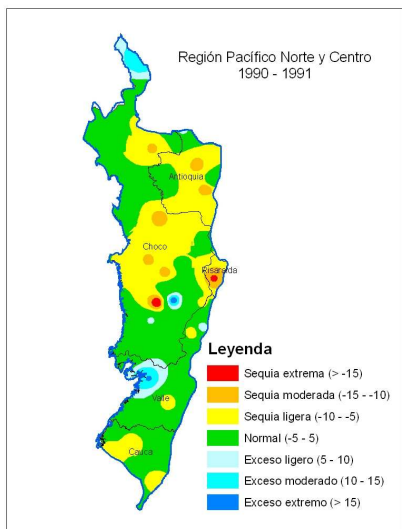 Región Pacífico Norte y Centro
1990 - 1991
Antioquia
Choco
Risaralda
Valle
Cauca
Leyenda
Sequia extrema (> -15)
Sequia moderada (-15 - -10)
Sequia ligera (-10 - -5)
Normal (-5 - 5)
Exceso ligero (5 - 10)
Exceso moderado (10 - 15)
Exceso extremo (> 15)